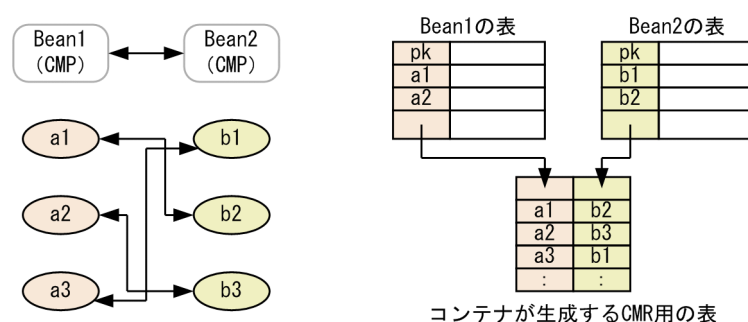 Bean1
(CMP)
Bean2
(CMP)
a1
b1
a2
b2
a3
b3
Bean1の表
pk
a1
a2
Bean2の表
pk
b1
b2
a1 b2
a2 b3
a3 b1
: :
コンテナが生成するCMR用の表